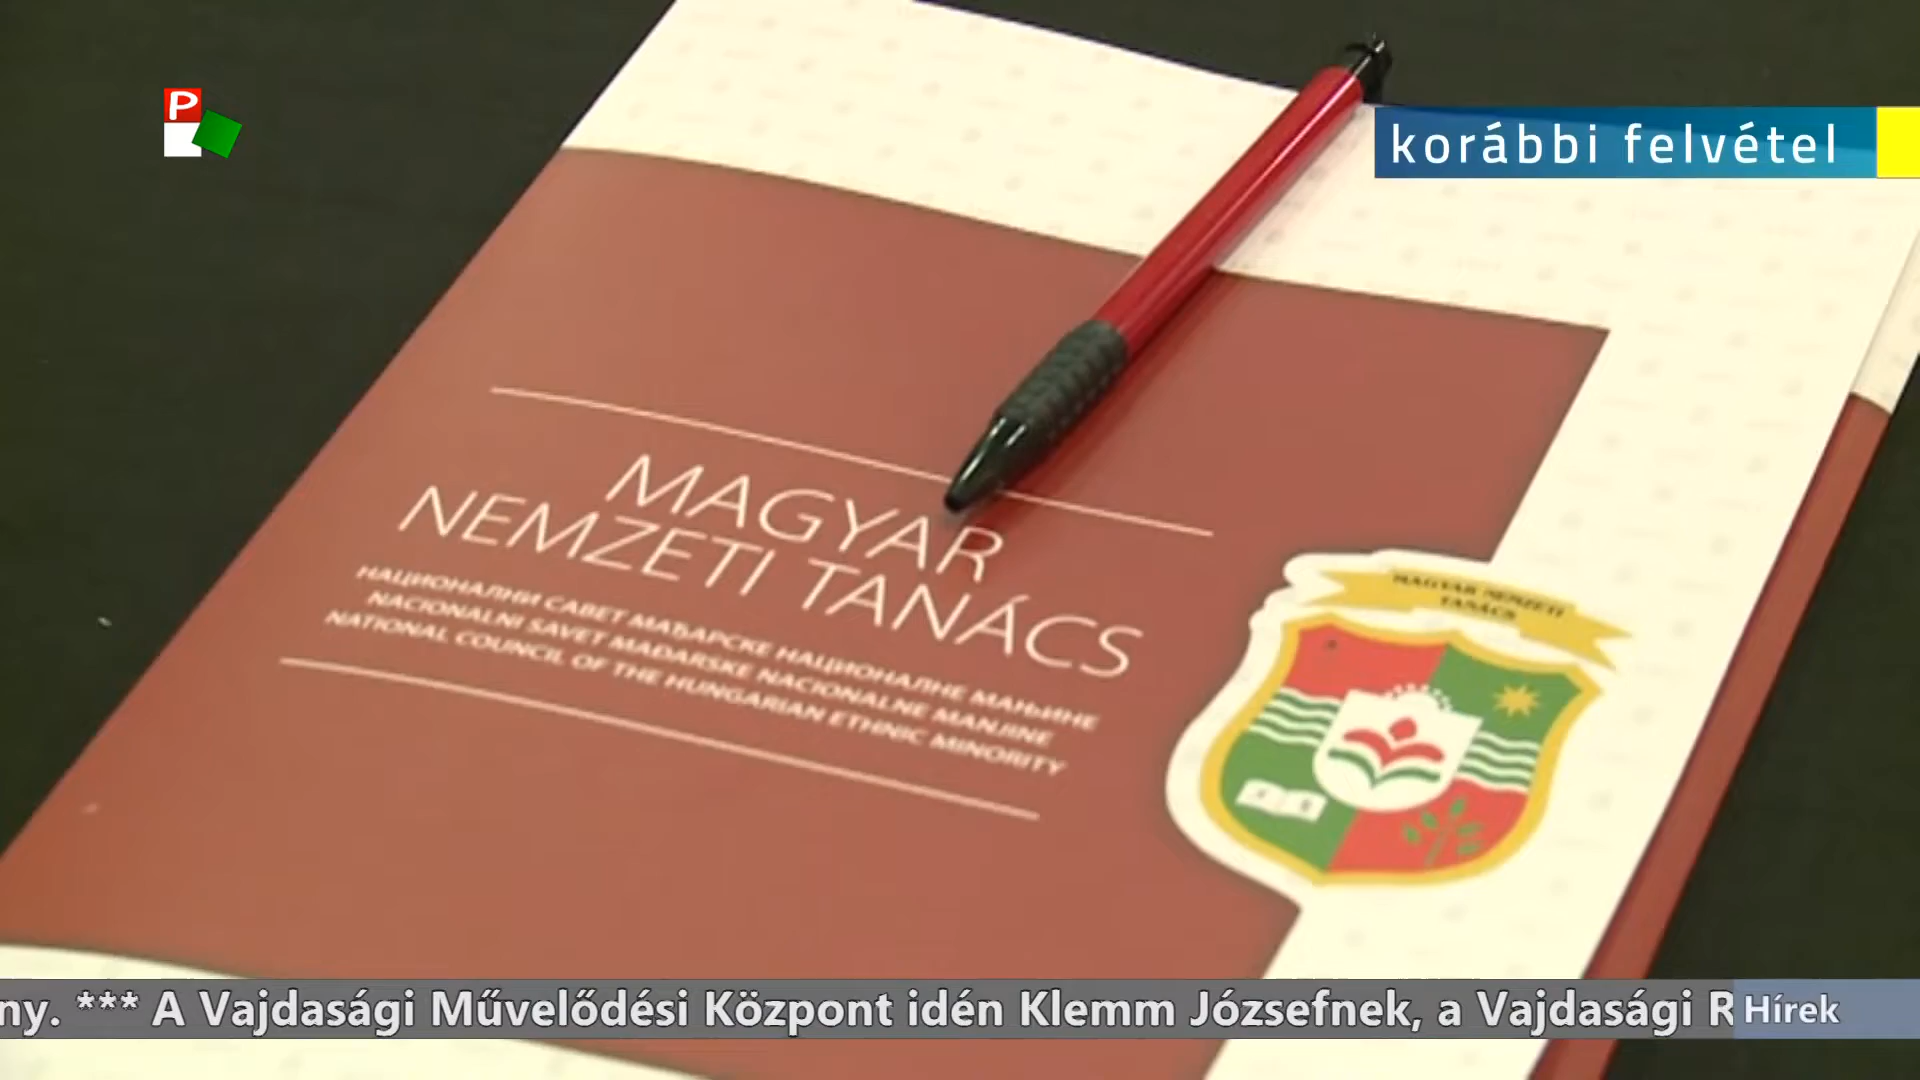 P
korábbi felvétel
MAGYAR
NEMZETI TANÁCS
НАЦИОНАЛНИ САВЕТ МАЂАРСКЕ НАЦИОНАЛНЕ МАЊИНЕ
NACIONALNI SAVET MAĐARSKE NACIONALNE MANJINE
NATIONAL COUNCIL OF THE HUNGARIAN ETHNIC MINORITY
MAGYAR NEMZETI
TANÁCS
ny. *** A Vajdasági Művelődési Központ idén Klemm Józsefnek, a Vajdasági R
Hírek